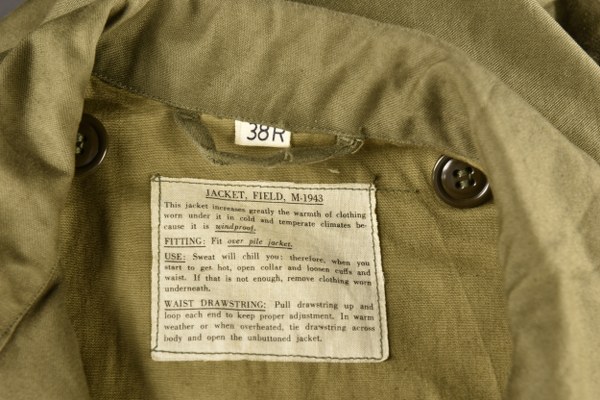 38R
JACKET, FIELD, M-1943
This jacket increases greatly the warmth of clothing
worn under it in cold and temperate climates be-
cause it is windproof.
FITTING: Fit over pile jacket.
USE: Sweat will chill you: therefore, when you
start to get hot, open collar and loosen cuffs and
waist. If that is not enough, remove clothing worn
underneath.
WAIST DRAWSTRING: Pull drawstring up and
loop each end to keep proper adjustment. In warm
weather or when overheated, tie drawstring across
body and open the unbuttoned jacket.